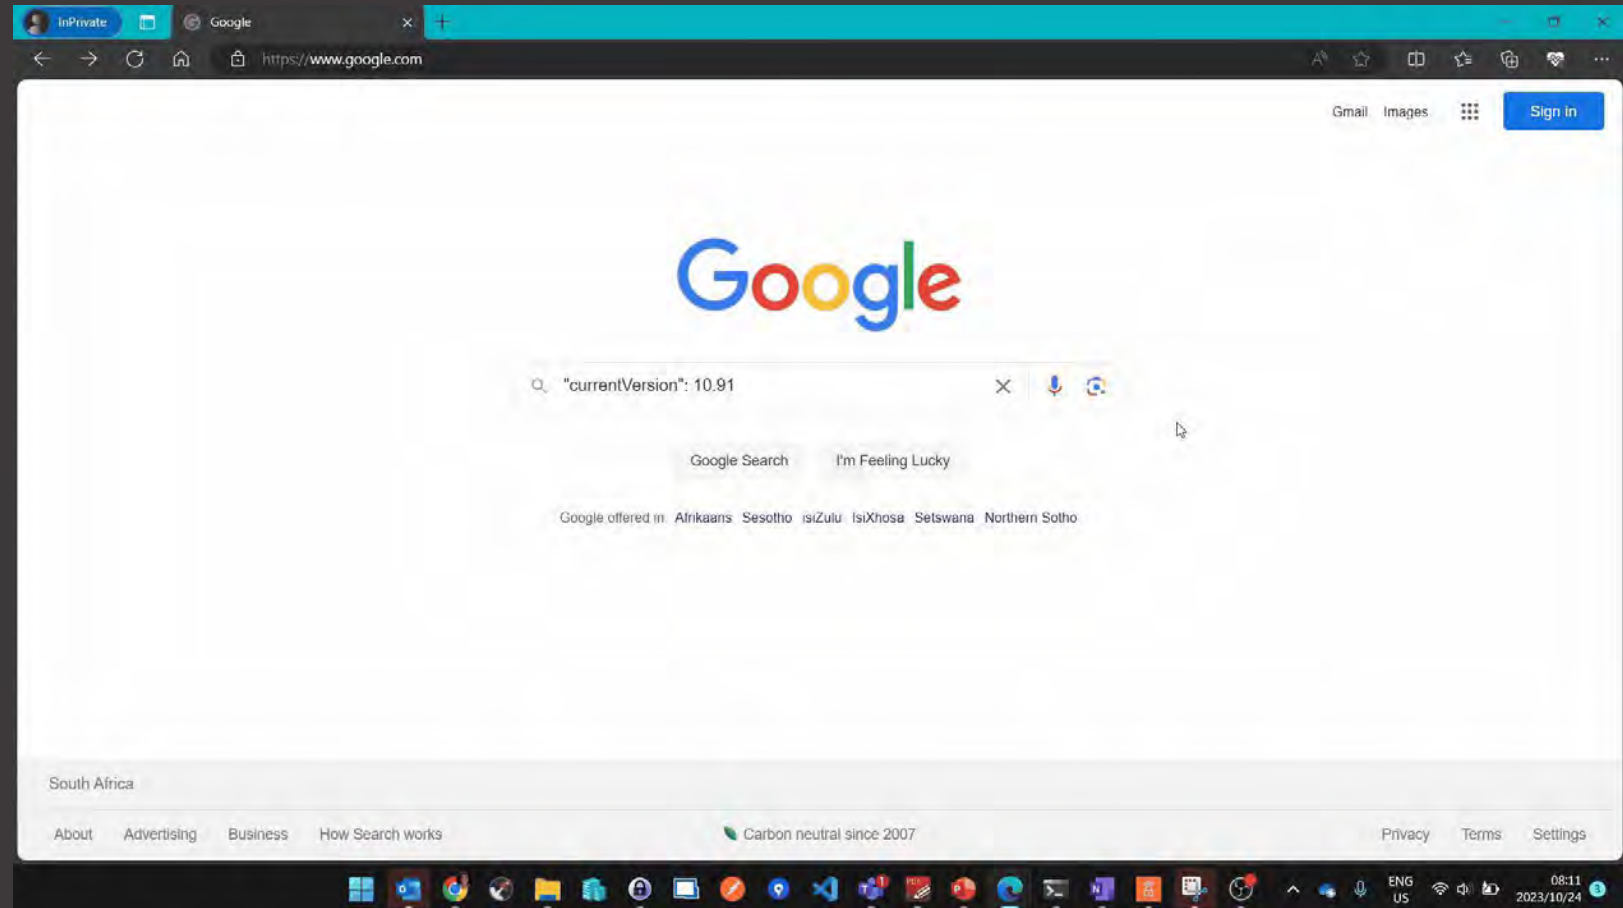 InPrivate
Google
https://www.google.com
Gmail Images
Sign in
Google
"currentVersion": 10.91
Google Search I'm Feeling Lucky
Google offered in: Afrikaans Sesotho isiZulu IsiXhosa Setswana Northern Sotho
South Africa
About Advertising Business How Search works Carbon neutral since 2007 Privacy Terms Settings
ENG
US
08:11
2023/10/24
3